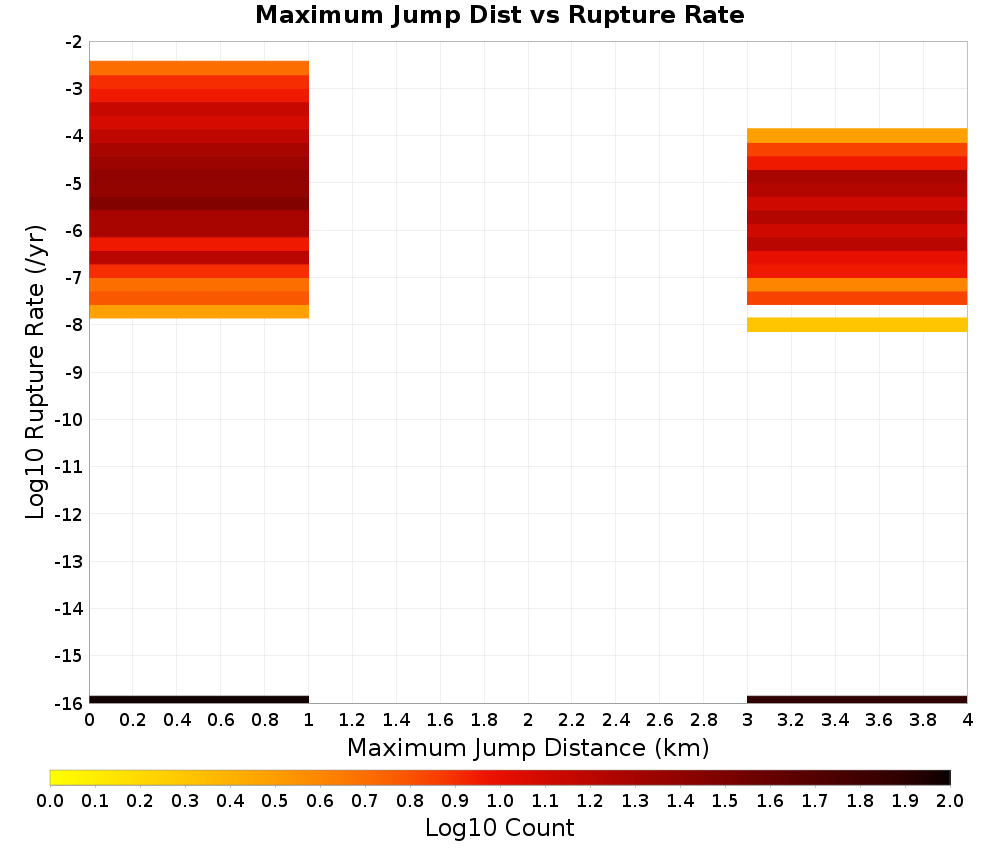 Maximum Jump Dist vs Rupture Rate
-2
-3
-4
-5
-6
-7
-8
-9
-10
-11
-12
-13
-14
-15
-16
Log10 Rupture Rate (/yr)
0 0.2 0.4 0.6 0.8 1 1.2 1.4 1.6 1.8 2 2.2 2.4 2.6 2.8 3 3.2 3.4 3.6 3.8 4
Maximum Jump Distance (km)
0.0 0.1 0.2 0.3 0.4 0.5 0.6 0.7 0.8 0.9 1.0 1.1 1.2 1.3 1.4 1.5 1.6 1.7 1.8 1.9 2.0
Log10 Count